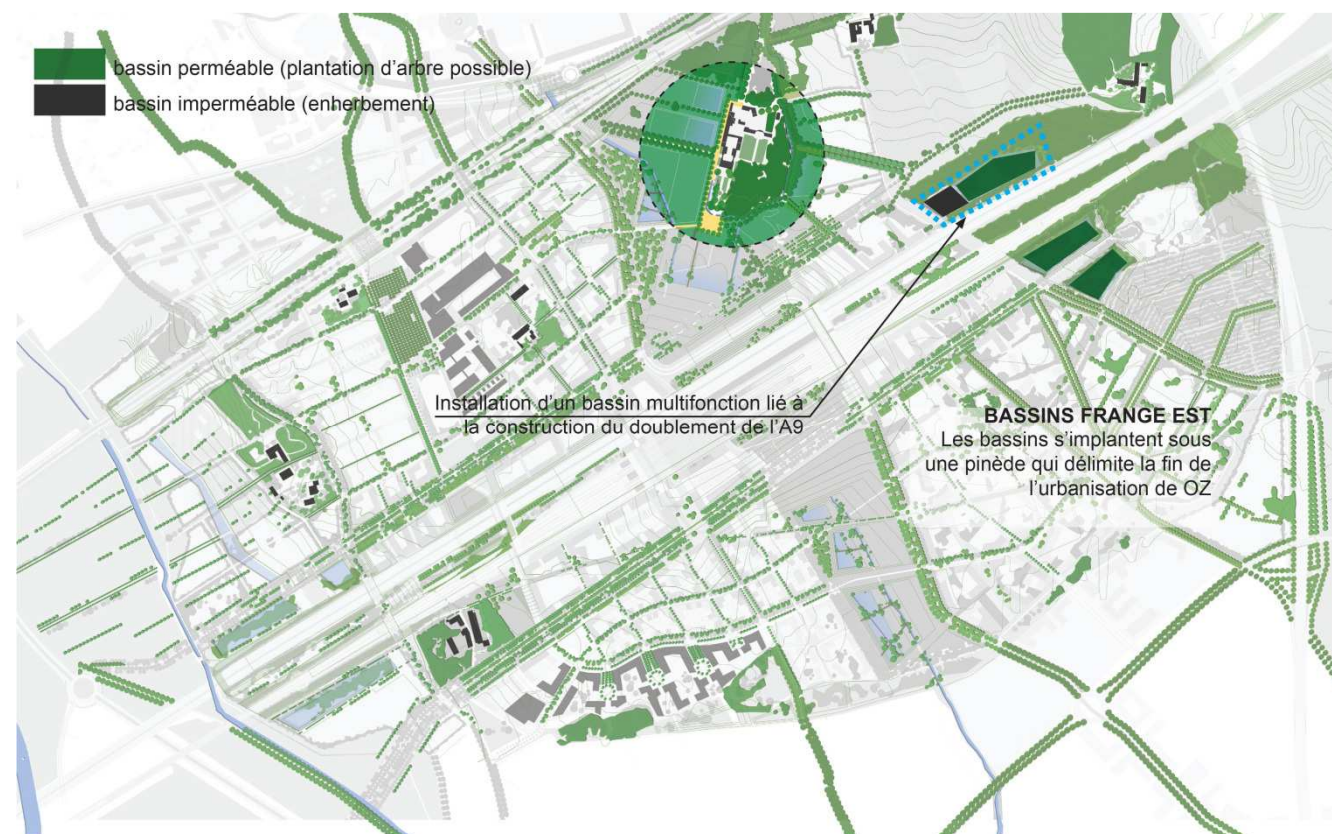 bassin perméable (plantation d'arbre possible)
bassin imperméable (enherbement)
Installation d'un bassin multifonction lié à
la construction du doublement de l'A9
BASSINS FRANGE EST
Les bassins s'implantent sous
une pinède qui délimite la fin de
l'urbanisation de OZ